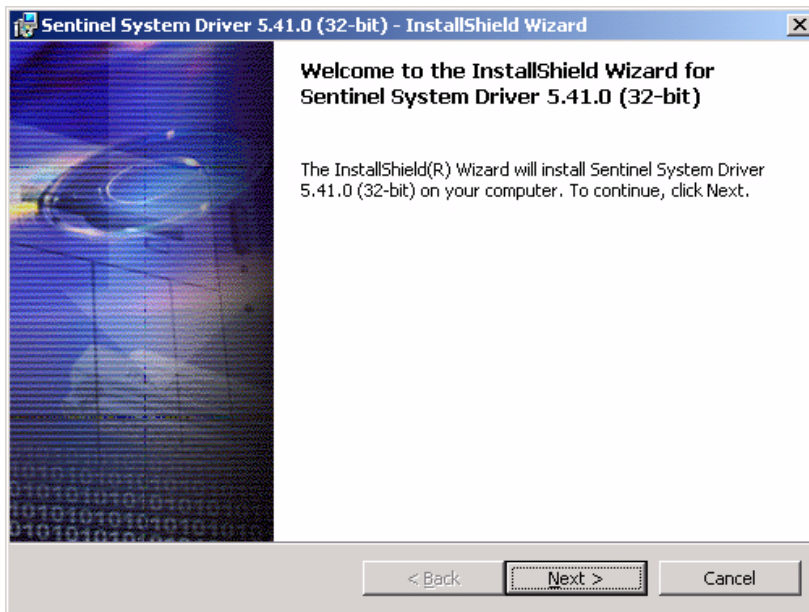 Sentinel System Driver 5.41.0 (32-bit) - InstallShield Wizard
Welcome to the InstallShield Wizard for
Sentinel System Driver 5.41.0 (32-bit)
The InstallShield(R) Wizard will install Sentinel System Driver
5.41.0 (32-bit) on your computer. To continue, click Next.
< Back
Next >
Cancel